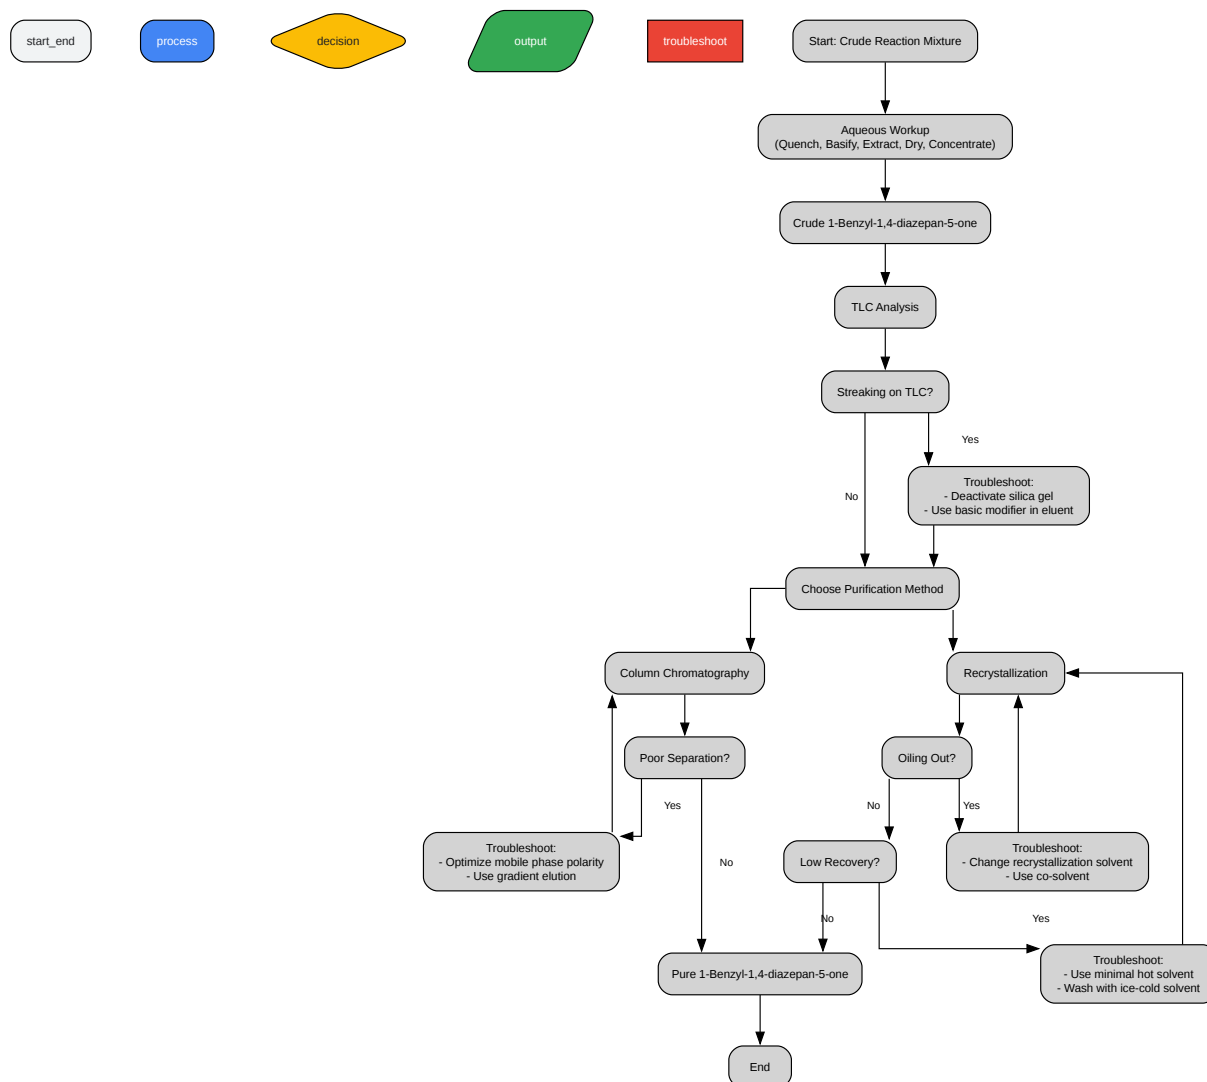 start_end
process
decision
output
troubleshoot
Start: Crude Reaction Mixture
Aqueous Workup
(Quench, Basify, Extract, Dry, Concentrate)
Crude 1-Benzyl-1,4-diazepan-5-one
TLC Analysis
Streaking on TLC?
Yes
No
Troubleshoot:
- Deactivate silica gel
- Use basic modifier in eluent
Choose Purification Method
Column Chromatography
Recrystallization
Poor Separation?
Oiling Out?
Yes
No
Yes
Troubleshoot:
- Optimize mobile phase polarity
- Use gradient elution
No
Low Recovery?
Troubleshoot:
- Change recrystallization solvent
- Use co-solvent
No
Yes
Pure 1-Benzyl-1,4-diazepan-5-one
Troubleshoot:
- Use minimal hot solvent
- Wash with ice-cold solvent
End